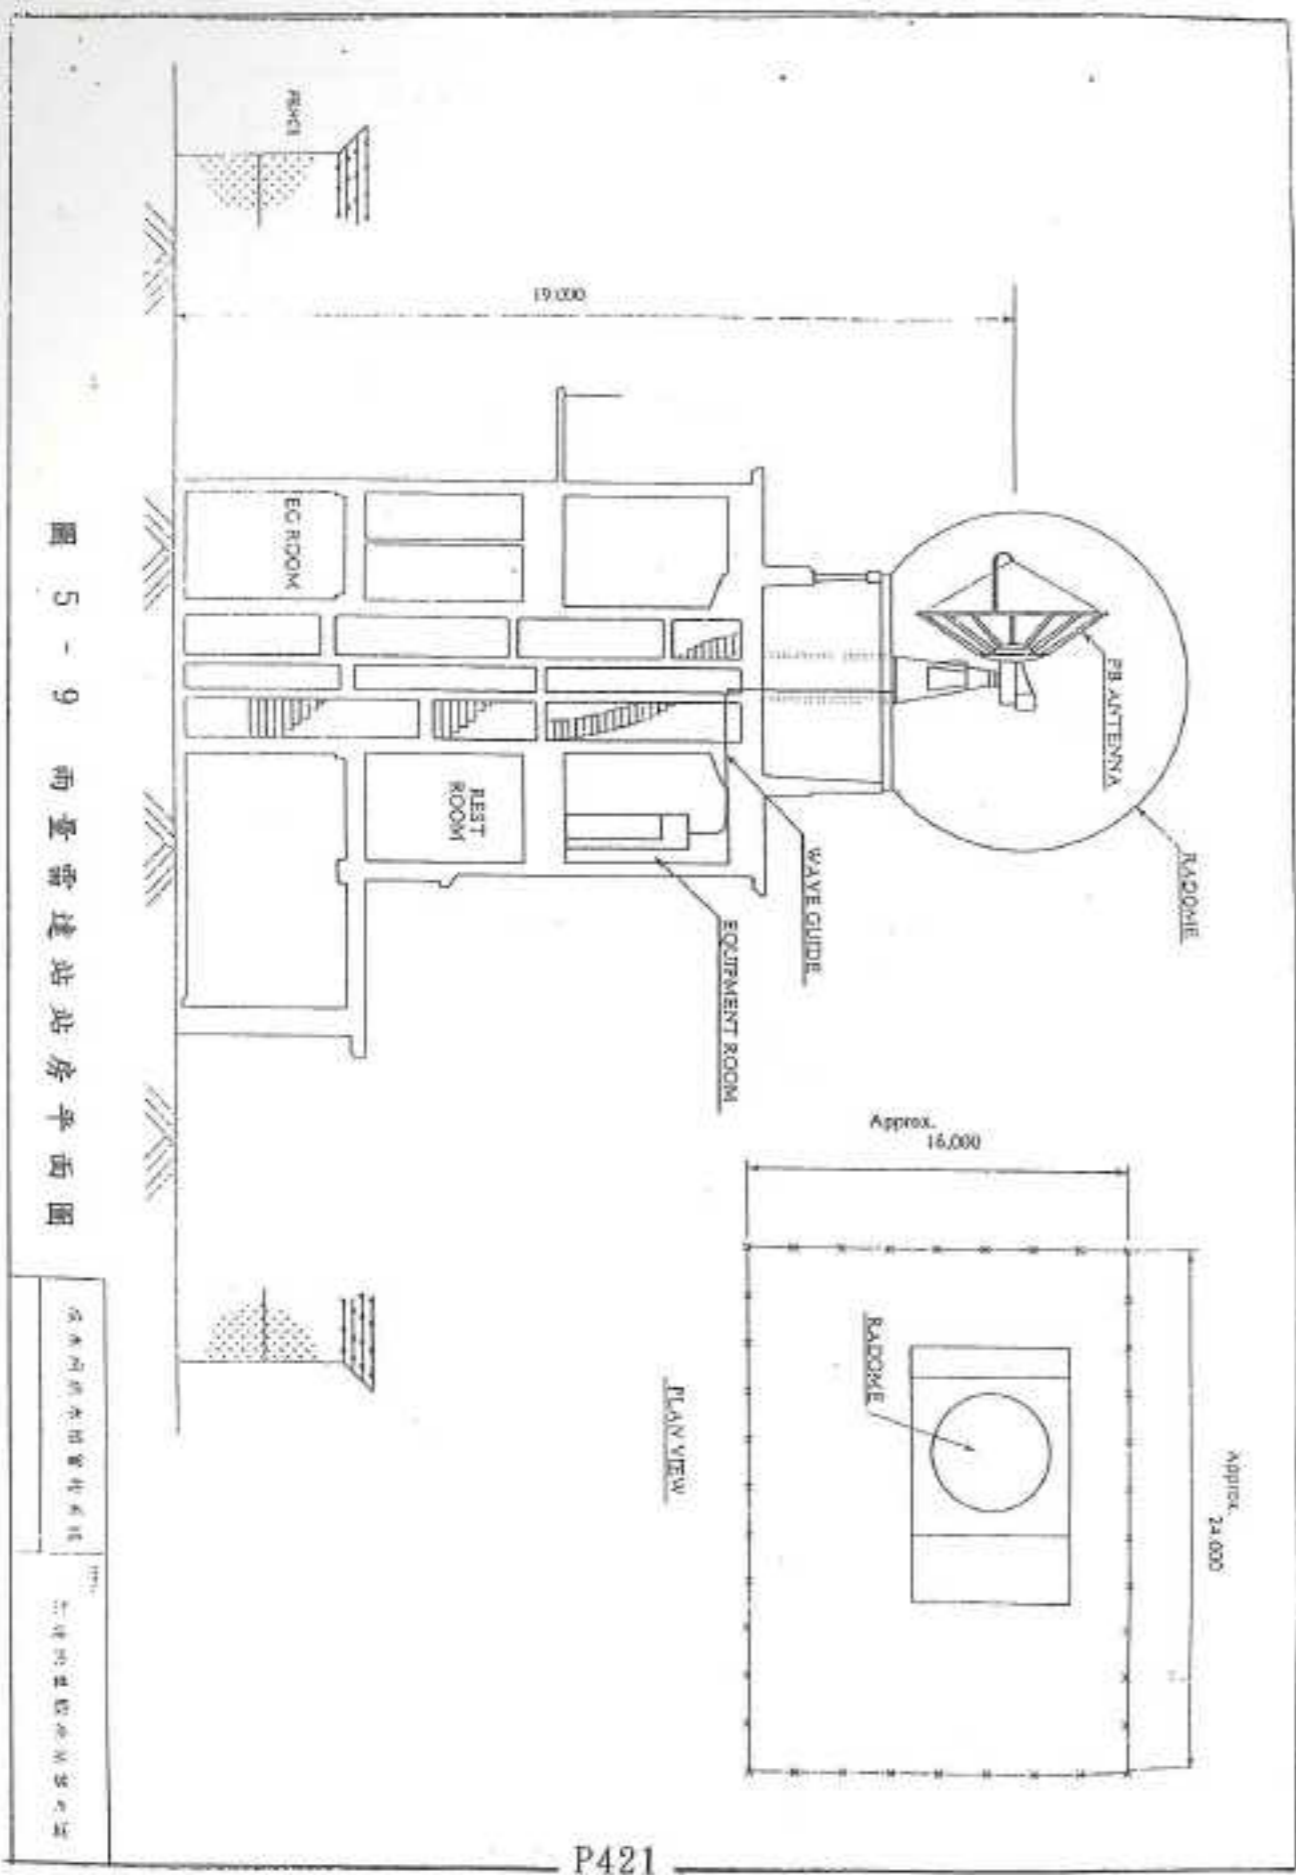 FENCE
19.000
EG ROOM
REST
ROOM
PB ANTENNA
RADOME
WAVE GUIDE
EQUIPMENT ROOM
Approx.
16,000
Approx.
24.000
RADOME
PLAN VIEW
圖 5 - 9 雨量雷達站站房平面圖
P421